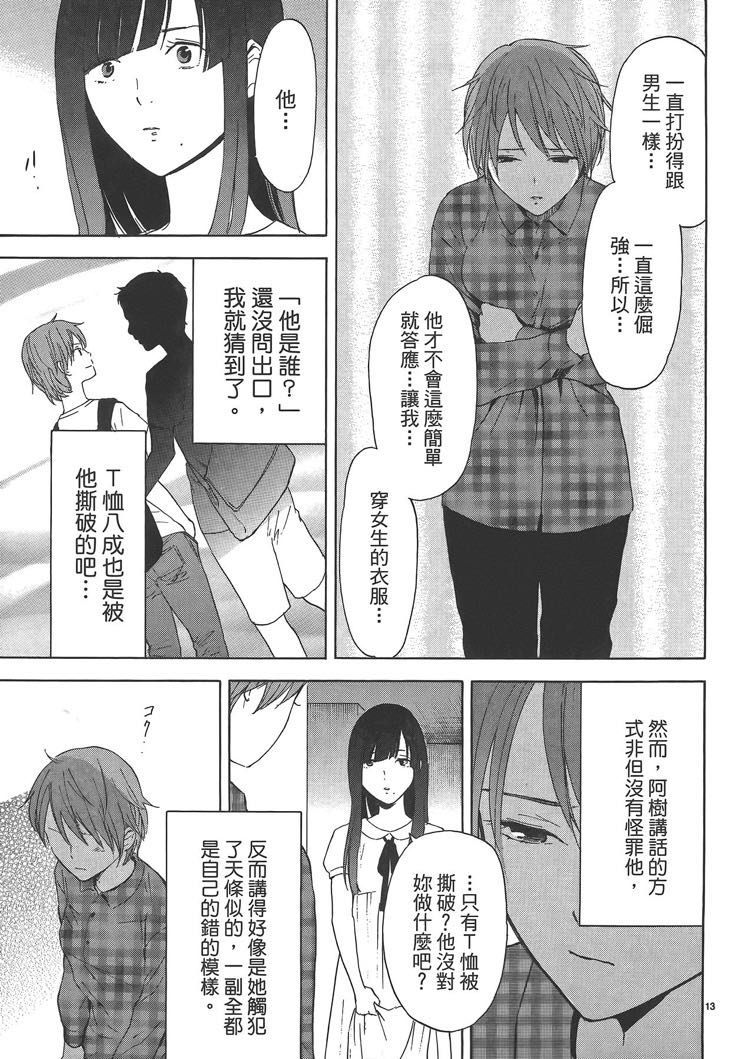 一直打扮得跟
男生一樣…
一直這麼倔
強…所以…
他才不會這麼簡單
就答應…讓我…
穿女生的衣服…
他…
「他是誰？」
還沒問出口，
我就猜到了。
T恤八成也是被
他撕破的吧…
然而，阿樹講話的方
式非但沒有怪罪他，
…只有T恤被
撕破？他沒對
妳做什麼吧？
反而講得好像是她觸犯
了天條似的，一副全都
是自己的錯的模樣。
コク
13